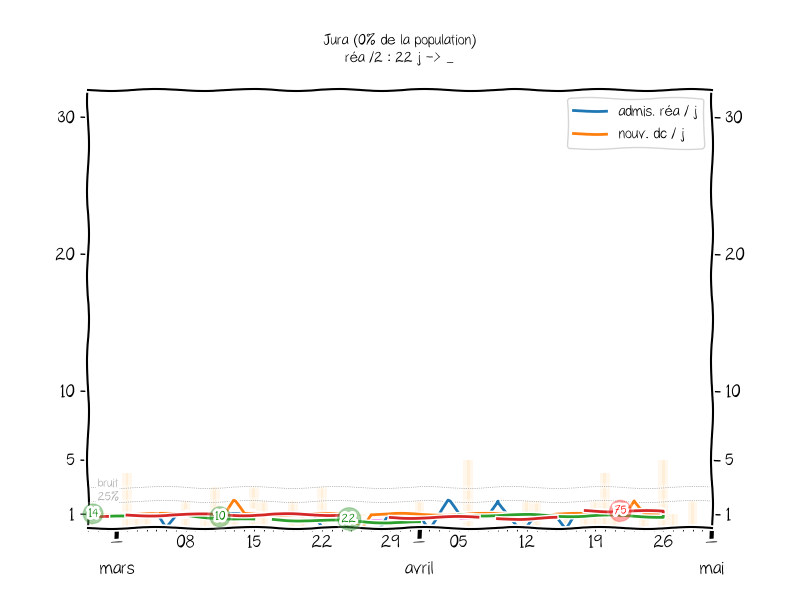 Jura (0% de la population)
réa /2 : 22 j -> _
admis. réa / j
nouv. dc / j
30
30
20
20
10
10
5
5
bruit
25%
1
14
10
22
75
1
08
15
22
29
05
12
19
26
mars
avril
mai